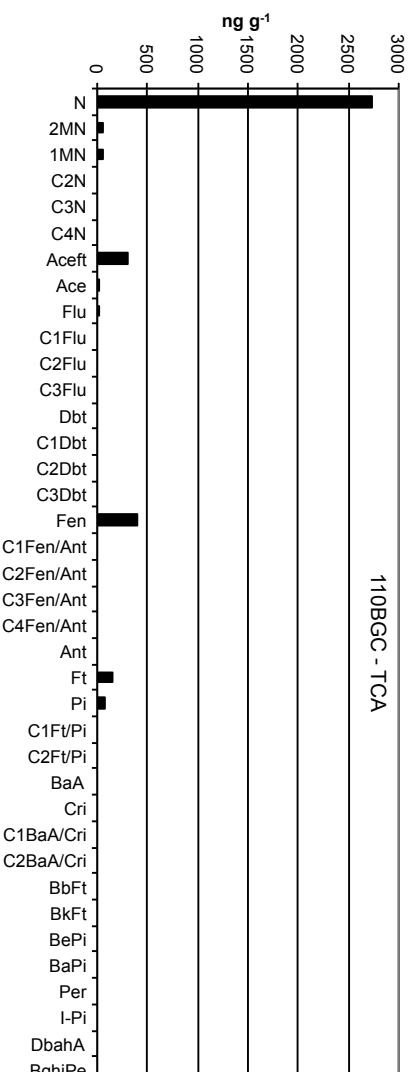 ng g-1
0
500
1000
1500
2000
2500
3000
110BGC - TCA
N
2MN
1MN
C2N
C3N
C4N
Aceft
Ace
Flu
C1Flu
C2Flu
C3Flu
Dbt
C1Dbt
C2Dbt
C3Dbt
Fen
C1Fen/Ant
C2Fen/Ant
C3Fen/Ant
C4Fen/Ant
Ant
Ft
Pi
C1Ft/Pi
C2Ft/Pi
BaA
Cri
C1BaA/Cri
C2BaA/Cri
BbFt
BkFt
BePi
BaPi
Per
I-Pi
DbahA
BghiPe